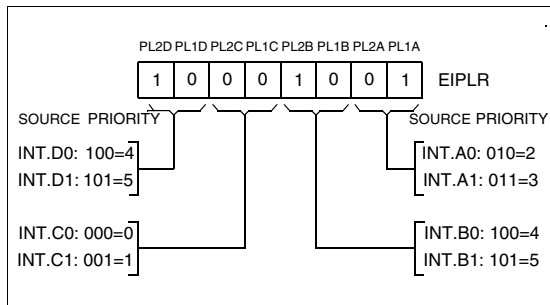 PL2D PL1D PL2C PL1C PL2B PL1B PL2A PL1A
1 0 0 0 1 0 0 1 EIPLR
SOURCE PRIORITY SOURCE PRIORITY
INT.D0: 100=4 INT.A0: 010=2
INT.D1: 101=5 INT.A1: 011=3
INT.C0: 000=0 INT.B0: 100=4
INT.C1: 001=1 INT.B1: 101=5